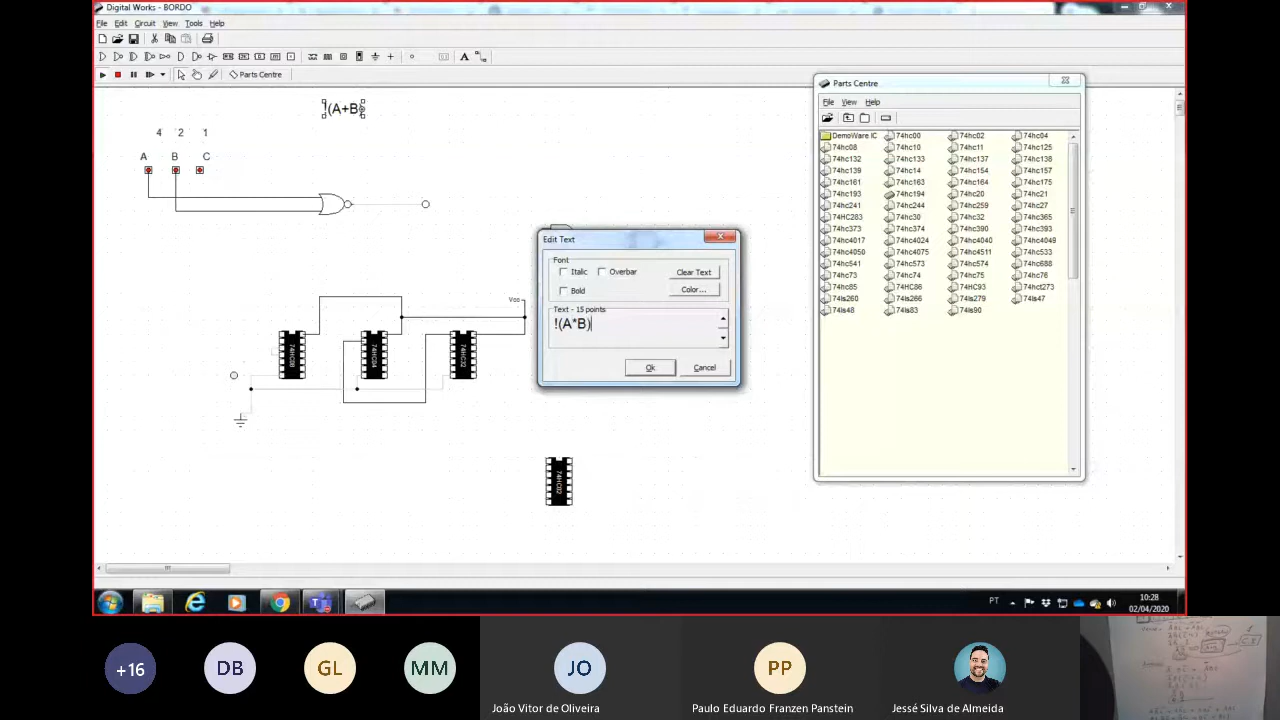 Digital Works - BORDO
File Edit Circuit View Tools Help
Parts Centre
!(A+B)
4 2 1
A B C
Vcc
74HC08 74HC04 74HC32
74HC02
Edit Text
Font
Italic Overbar Clear Text
Bold Color...
Text - 15 points
!(A*B)
Ok Cancel
Parts Centre
File View Help
DemoWare IC 74hc00 74hc02 74hc04
74hc08 74hc10 74hc11 74hc125
74hc132 74hc133 74hc137 74hc138
74hc139 74hc14 74hc154 74hc157
74hc161 74hc163 74hc164 74hc175
74hc193 74hc194 74hc20 74hc21
74hc241 74hc244 74hc259 74hc27
74HC283 74hc30 74hc32 74hc365
74hc373 74hc374 74hc390 74hc393
74hc4017 74hc4024 74hc4040 74hc4049
74hc4050 74hc4075 74hc4511 74hc532
74hc541 74hc573 74hc574 74hc688
74hc73 74hc74 74hc75 74hc76
74hc85 74HC86 74HC93 74hct273
74ls260 74ls266 74ls279 74ls47
74ls48 74ls83 74ls90
PT 10:28
02/04/2020
+16 DB GL MM JO PP
João Vitor de Oliveira Paulo Eduardo Franzen Panstein Jessé Silva de Almeida